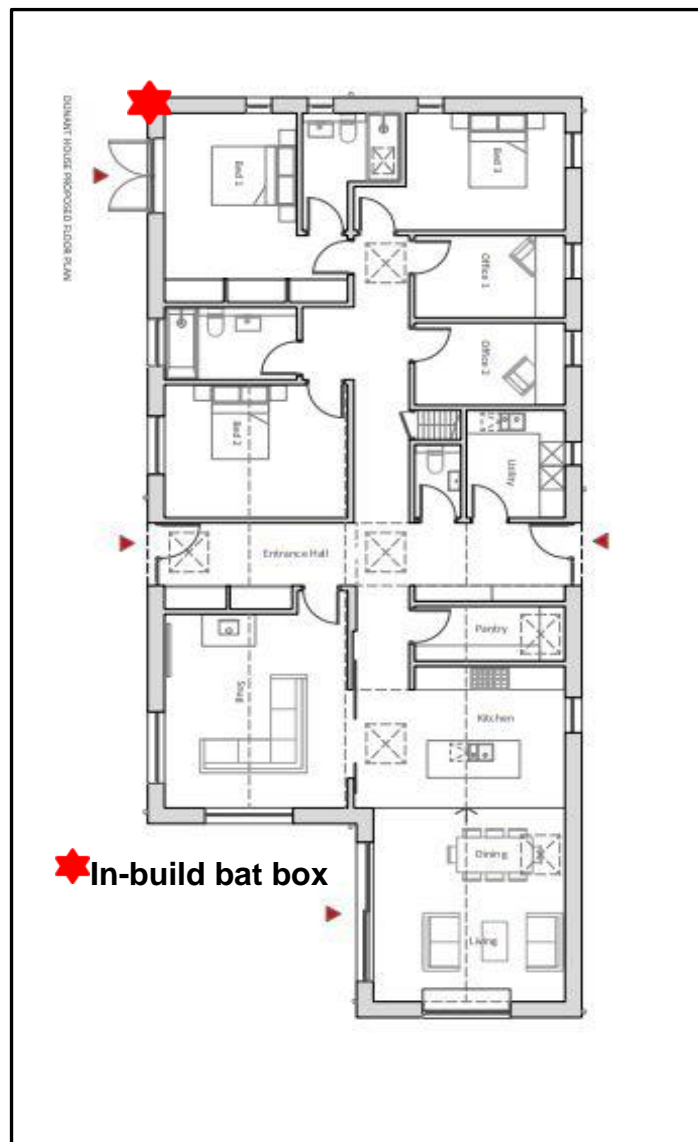 DUNANT HOUSE PROPOSED FLOOR PLAN
Bed 1
Bed 3
Office 1
Office 2
Bed 2
Utility
Entrance Hall
Pantry
Snug
Kitchen
Dining
In-build bat box
Living